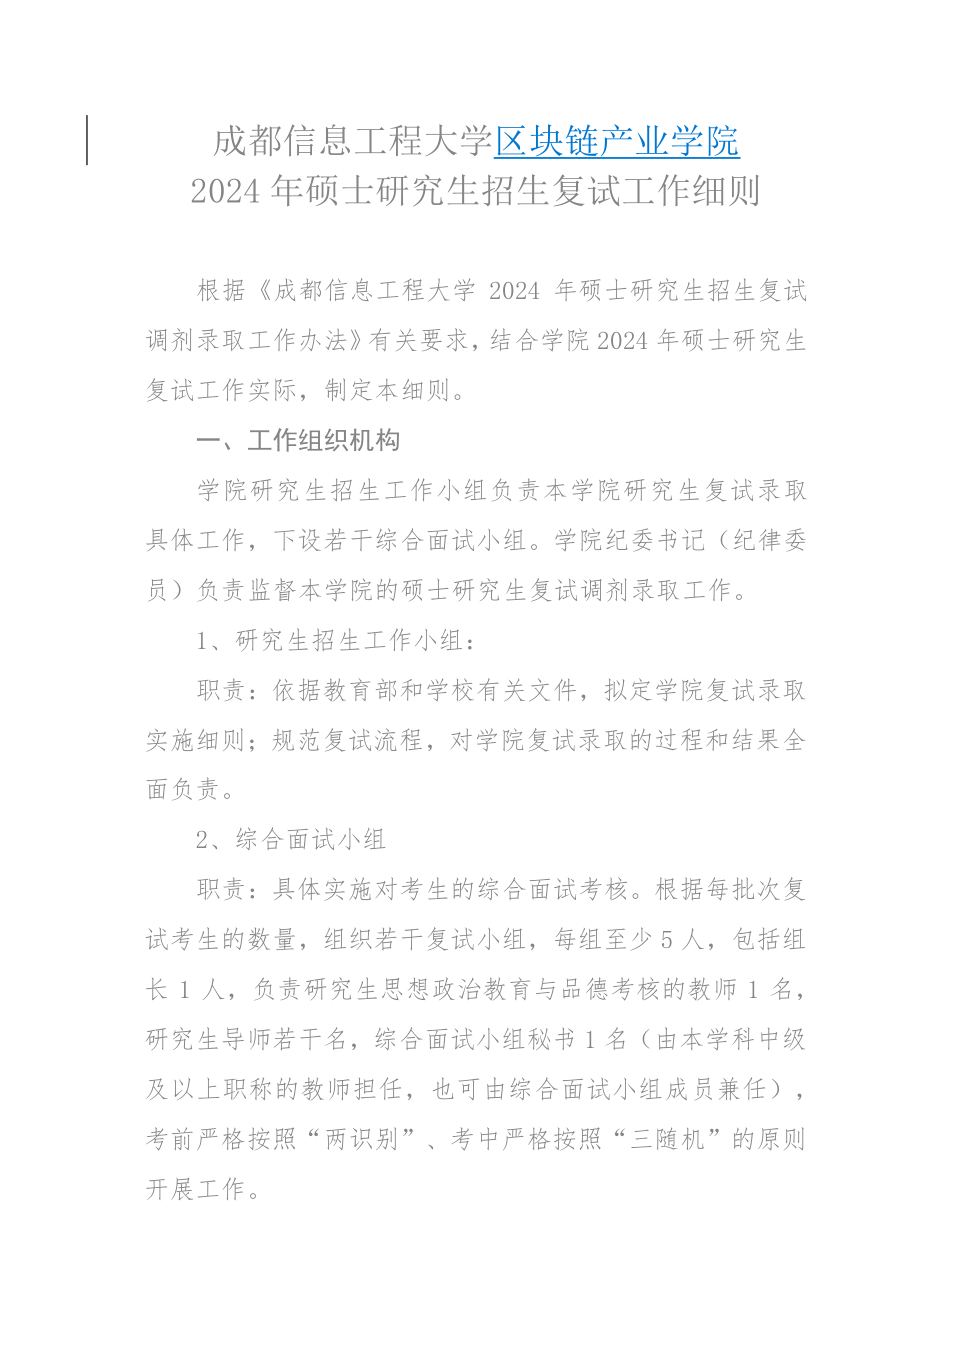 成都信息工程大学区块链产业学院
2024 年硕士研究生招生复试工作细则
根据《成都信息工程大学 2024 年硕士研究生招生复试
调剂录取工作办法》有关要求，结合学院 2024 年硕士研究生
复试工作实际，制定本细则。
一、工作组织机构
学院研究生招生工作小组负责本学院研究生复试录取
具体工作，下设若干综合面试小组。学院纪委书记（纪律委
员）负责监督本学院的硕士研究生复试调剂录取工作。
1、研究生招生工作小组：
职责：依据教育部和学校有关文件，拟定学院复试录取
实施细则；规范复试流程，对学院复试录取的过程和结果全
面负责。
2、综合面试小组
职责：具体实施对考生的综合面试考核。根据每批次复
试考生的数量，组织若干复试小组，每组至少 5 人，包括组
长 1 人，负责研究生思想政治教育与品德考核的教师 1 名，
研究生导师若干名，综合面试小组秘书 1 名（由本学科中级
及以上职称的教师担任，也可由综合面试小组成员兼任），
考前严格按照“两识别”、考中严格按照“三随机”的原则
开展工作。